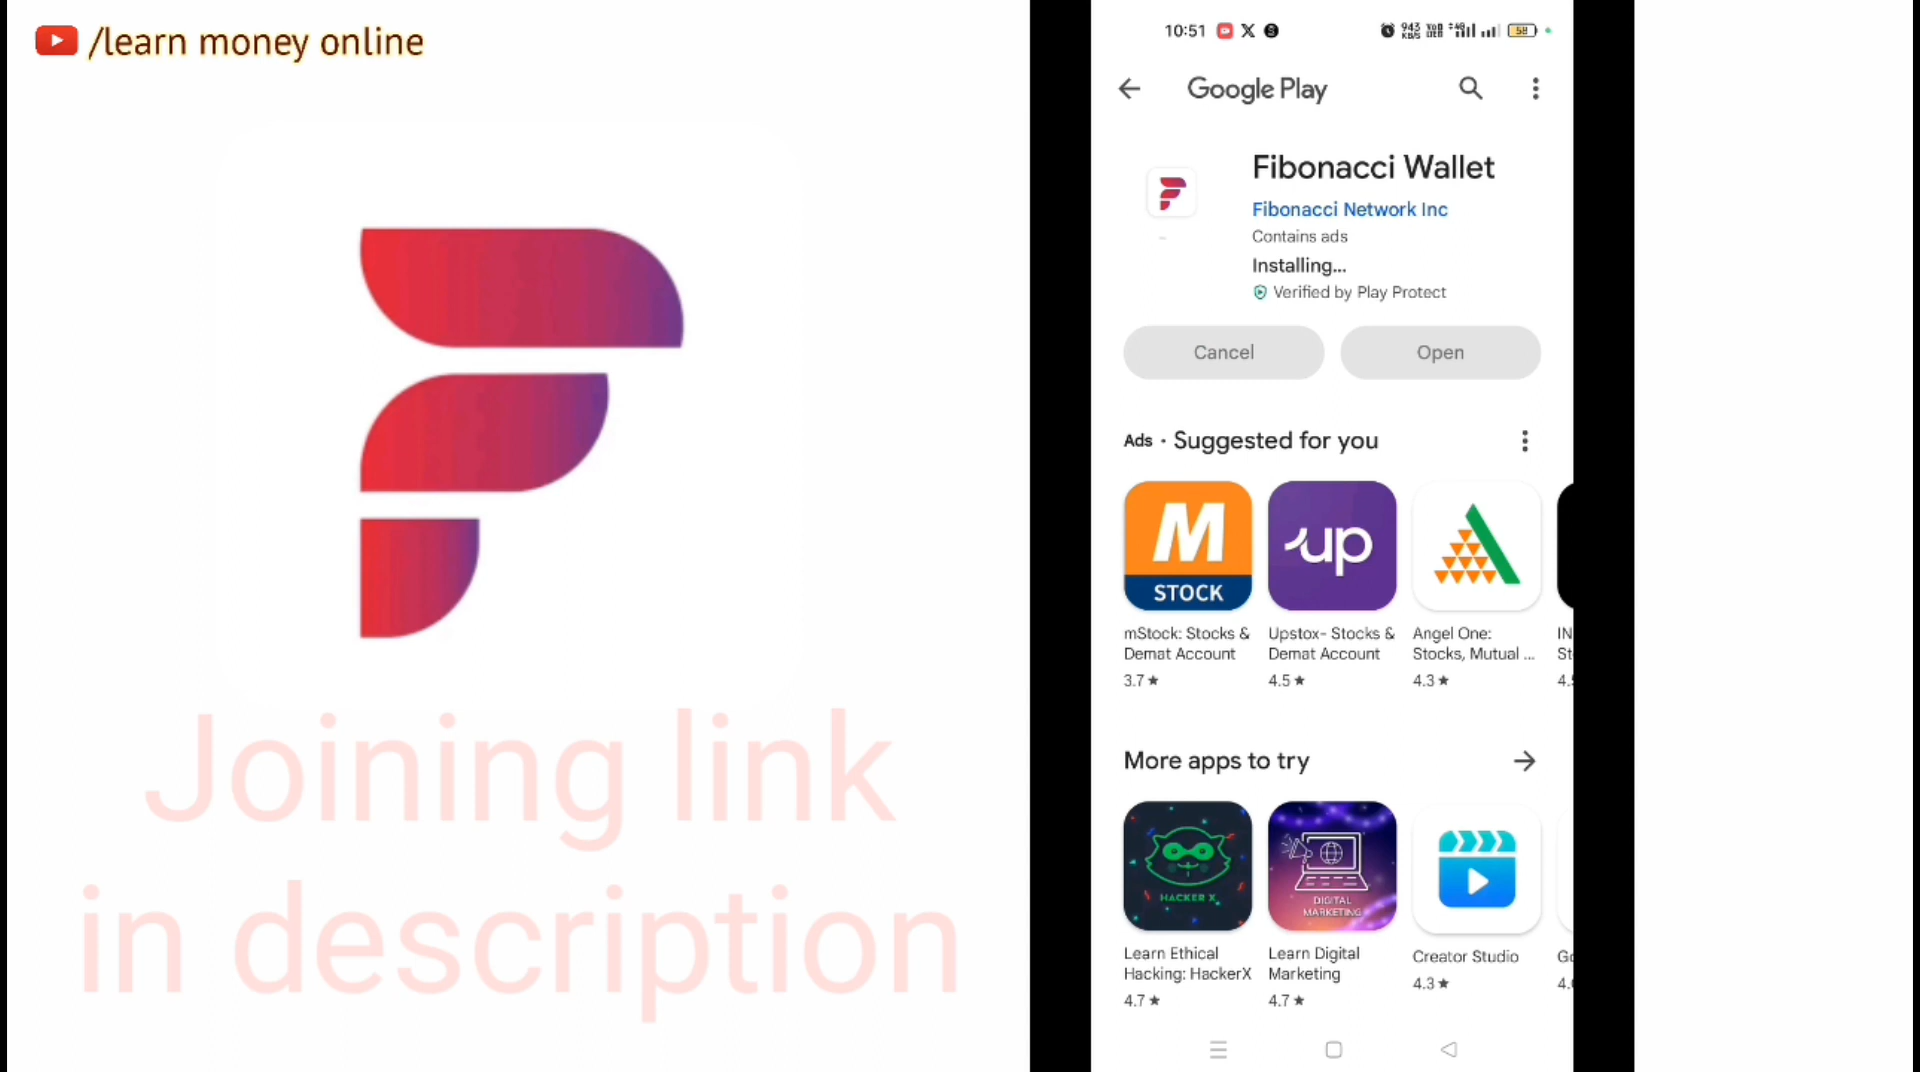 /learn money online
Joining link
in description
10:51
58
Google Play
Fibonacci Wallet
Fibonacci Network Inc
Contains ads
Installing...
Verified by Play Protect
Cancel
Open
Ads · Suggested for you
M
STOCK
up
mStock: Stocks &
Demat Account
3.7★
Upstox- Stocks &
Demat Account
4.5★
Angel One:
Stocks, Mutual ...
4.3★
More apps to try
HACKER X
DIGITAL
MARKETING
Learn Ethical
Hacking: HackerX
4.7★
Learn Digital
Marketing
4.7★
Creator Studio
4.3★